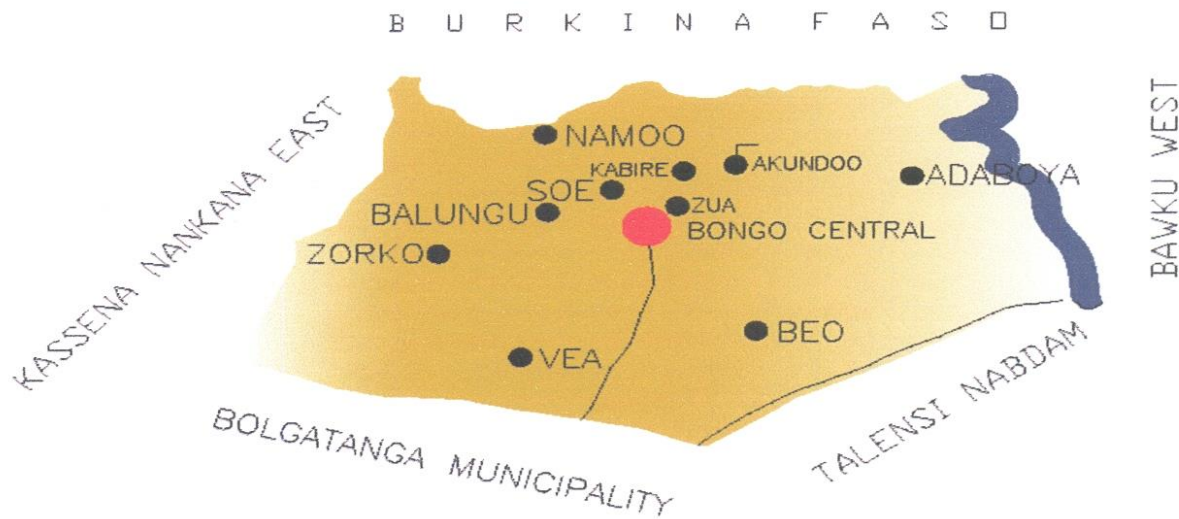 BURKINA FASO
KASSENA NANKANA EAST
BAWKU WEST
NAMOO
KABIRE
AKUNDOO
SOE
ADABOYA
BALUNGU
ZUA
BONGO CENTRAL
ZORKO
BEO
VEA
BOLGATANGA MUNICIPALITY
TALENSI NABDAM